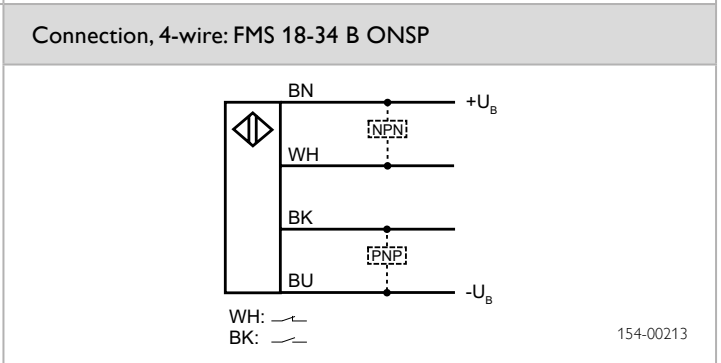 Connection, 4-wire: FMS 18-34 B ONSP
BN
+U_B
NPN
WH
BK
PNP
BU
-U_B
WH:
BK:
154-00213